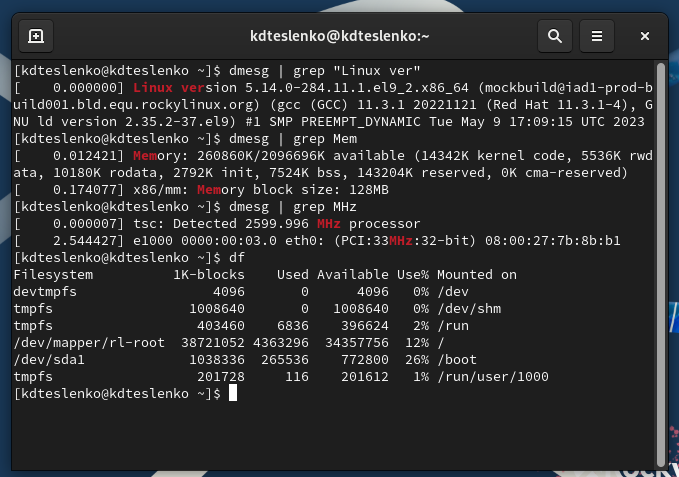 kdteslenko@kdteslenko:~
[kdteslenko@kdteslenko ~]$ dmesg | grep "Linux ver"
[    0.000000] Linux version 5.14.0-284.11.1.el9_2.x86_64 (mockbuild@iad1-prod-b
uild001.bld.equ.rockylinux.org) (gcc (GCC) 11.3.1 20221121 (Red Hat 11.3.1-4), G
NU ld version 2.35.2-37.el9) #1 SMP PREEMPT_DYNAMIC Tue May 9 17:09:15 UTC 2023
[kdteslenko@kdteslenko ~]$ dmesg | grep Mem
[    0.012421] Memory: 260860K/2096696K available (14342K kernel code, 5536K rwd
ata, 10180K rodata, 2792K init, 7524K bss, 143204K reserved, 0K cma-reserved)
[    0.174077] x86/mm: Memory block size: 128MB
[kdteslenko@kdteslenko ~]$ dmesg | grep MHz
[    0.000007] tsc: Detected 2599.996 MHz processor
[    2.544427] e1000 0000:00:03.0 eth0: (PCI:33MHz:32-bit) 08:00:27:7b:8b:b1
[kdteslenko@kdteslenko ~]$ df
Filesystem          1K-blocks    Used Available Use% Mounted on
devtmpfs                 4096       0      4096   0% /dev
tmpfs                 1008640       0   1008640   0% /dev/shm
tmpfs                  403460    6836    396624   2% /run
/dev/mapper/rl-root  38721052 4363296  34357756  12% /
/dev/sda1             1038336  265536    772800  26% /boot
tmpfs                  201728     116    201612   1% /run/user/1000
[kdteslenko@kdteslenko ~]$